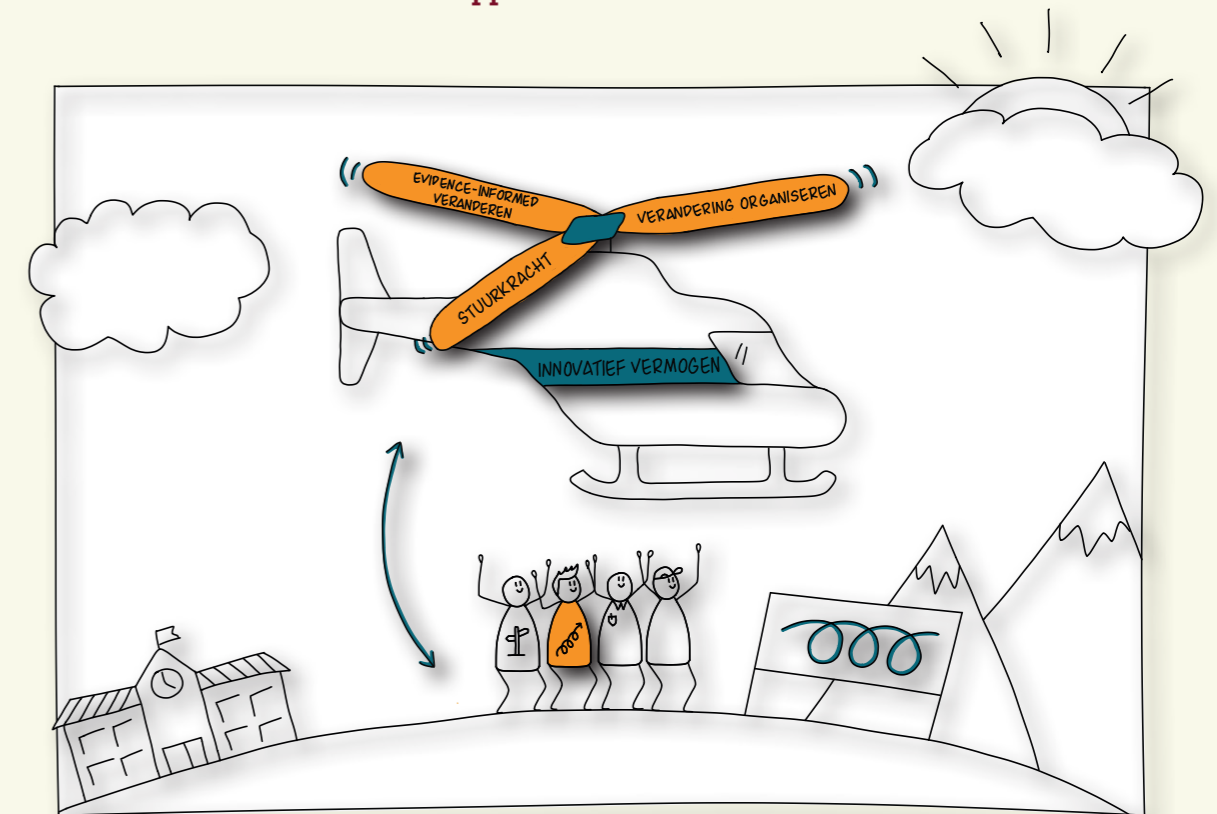 EVIDENCE-INFORMED
VERANDEREN
VERANDERING ORGANISEREN
STUURKRACHT
INNOVATIEF VERMOGEN